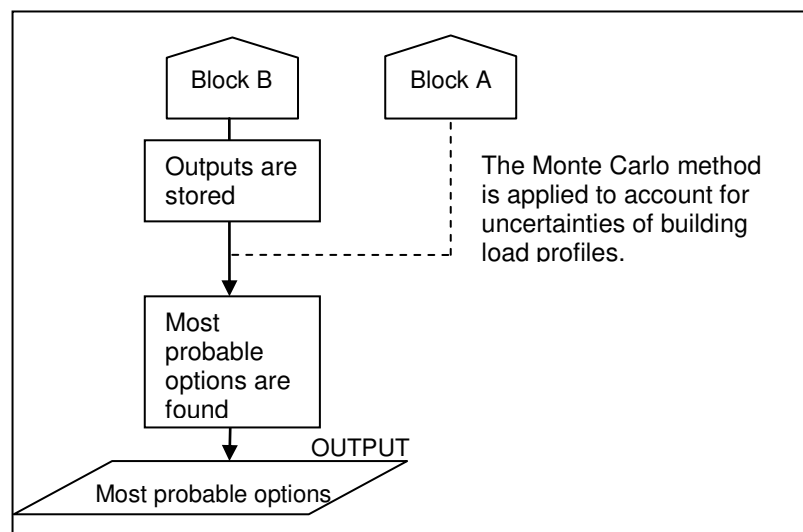 Block B
Block A
Outputs are
stored
The Monte Carlo method
is applied to account for
uncertainties of building
load profiles.
Most
probable
options are
found
OUTPUT
Most probable options